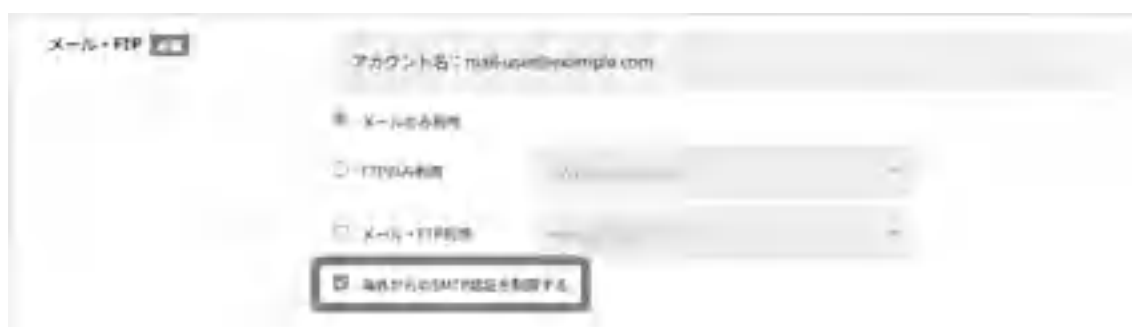 メール・FTP 必須
アカウント名：mail-user@example.com
メールのみ利用
FTPのみ利用
メール・FTP利用
海外からのSMTP認証を制限する